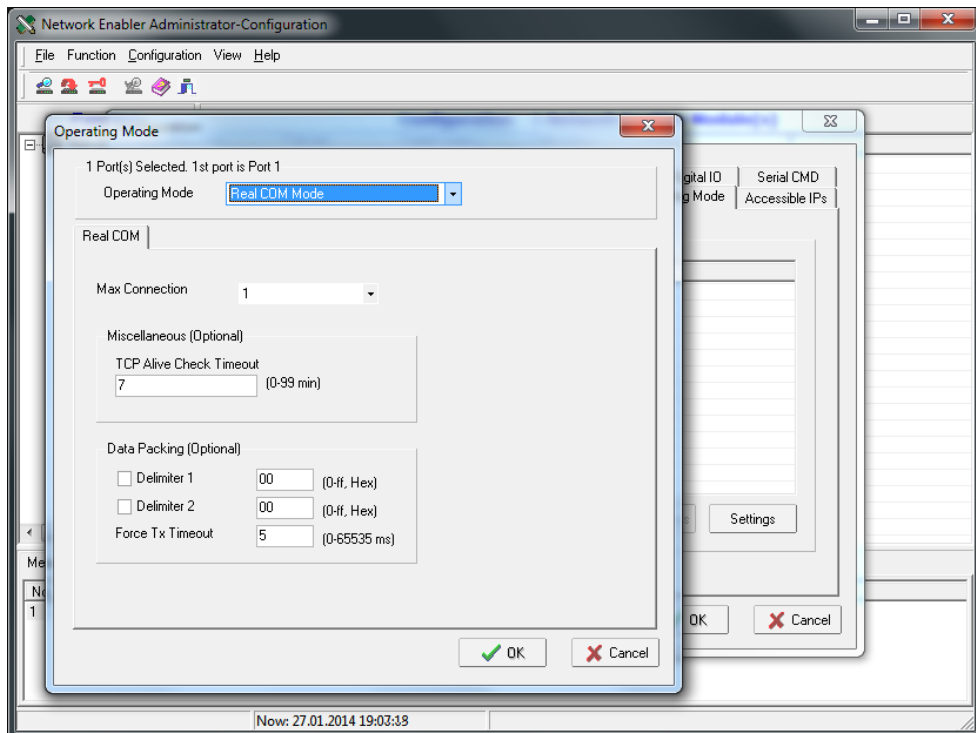 Network Enabler Administrator-Configuration
File Function Configuration View Help
Operating Mode
1 Port(s) Selected. 1st port is Port 1
Operating Mode Real COM Mode
gital IO Serial CMD
g Mode Accessible IPs
Real COM
Max Connection 1
Miscellaneous (Optional)
TCP Alive Check Timeout
7 (0-99 min)
Data Packing (Optional)
Delimiter 1 00 (0-ff, Hex)
Delimiter 2 00 (0-ff, Hex)
Force Tx Timeout 5 (0-65535 ms)
Settings
Me
No
1
OK Cancel
OK Cancel
Now: 27.01.2014 19:03:18